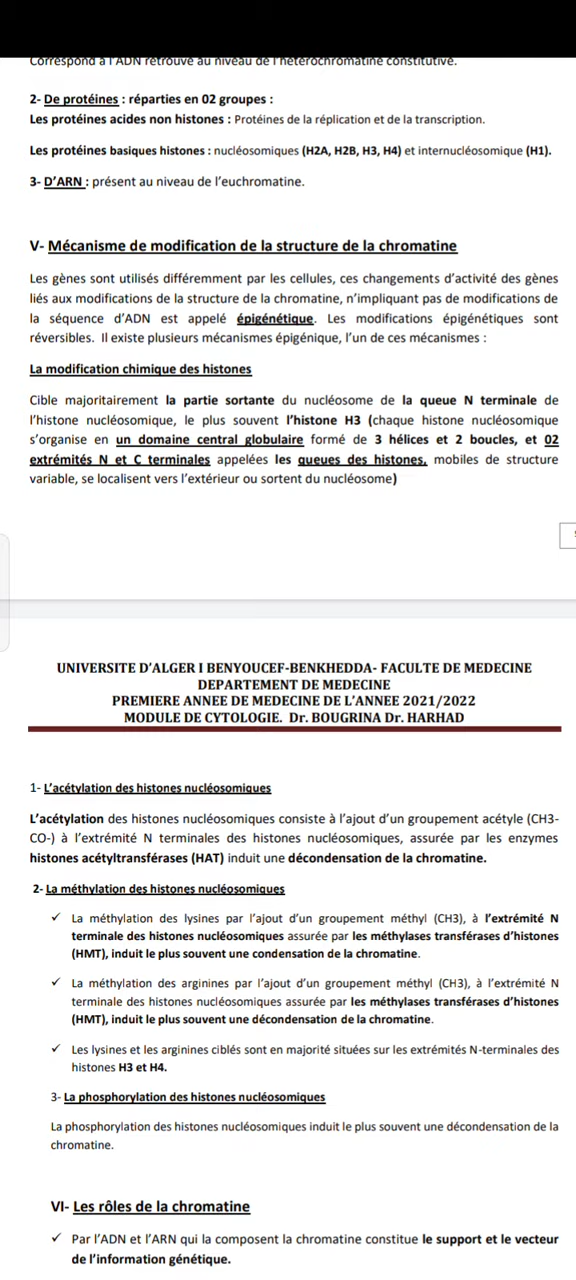 Correspond à l'ADN retrouvé au niveau de l'hétérochromatine constitutive.
2- De protéines : réparties en 02 groupes :
Les protéines acides non histones : Protéines de la réplication et de la transcription.
Les protéines basiques histones : nucléosomiques (H2A, H2B, H3, H4) et internucléosomique (H1).
3- D'ARN : présent au niveau de l'euchromatine.
V- Mécanisme de modification de la structure de la chromatine
Les gènes sont utilisés différemment par les cellules, ces changements d'activité des gènes
liés aux modifications de la structure de la chromatine, n'impliquant pas de modifications de
la séquence d'ADN est appelé épigénétique. Les modifications épigénétiques sont
réversibles. Il existe plusieurs mécanismes épigénique, l'un de ces mécanismes :
La modification chimique des histones
Cible majoritairement la partie sortante du nucléosome de la queue N terminale de
l'histone nucléosomique, le plus souvent l'histone H3 (chaque histone nucléosomique
s'organise en un domaine central globulaire formé de 3 hélices et 2 boucles, et 02
extrémités N et C terminales appelées les queues des histones, mobiles de structure
variable, se localisent vers l'extérieur ou sortent du nucléosome)
UNIVERSITE D'ALGER I BENYOUCEF-BENKHEDDA- FACULTE DE MEDECINE
DEPARTEMENT DE MEDECINE
PREMIERE ANNEE DE MEDECINE DE L'ANNEE 2021/2022
MODULE DE CYTOLOGIE. Dr. BOUGRINA Dr. HARHAD
1- L'acétylation des histones nucléosomiques
L'acétylation des histones nucléosomiques consiste à l'ajout d'un groupement acétyle (CH3-
CO-) à l'extrémité N terminales des histones nucléosomiques, assurée par les enzymes
histones acétyltransférases (HAT) induit une décondensation de la chromatine.
2- La méthylation des histones nucléosomiques
✓ La méthylation des lysines par l'ajout d'un groupement méthyl (CH3), à l'extrémité N
terminale des histones nucléosomiques assurée par les méthylases transférases d'histones
(HMT), induit le plus souvent une condensation de la chromatine.
✓ La méthylation des arginines par l'ajout d'un groupement méthyl (CH3), à l'extrémité N
terminale des histones nucléosomiques assurée par les méthylases transférases d'histones
(HMT), induit le plus souvent une décondensation de la chromatine.
✓ Les lysines et les arginines ciblés sont en majorité situées sur les extrémités N-terminales des
histones H3 et H4.
3- La phosphorylation des histones nucléosomiques
La phosphorylation des histones nucléosomiques induit le plus souvent une décondensation de la
chromatine.
VI- Les rôles de la chromatine
✓ Par l'ADN et l'ARN qui la composent la chromatine constitue le support et le vecteur
de l'information génétique.